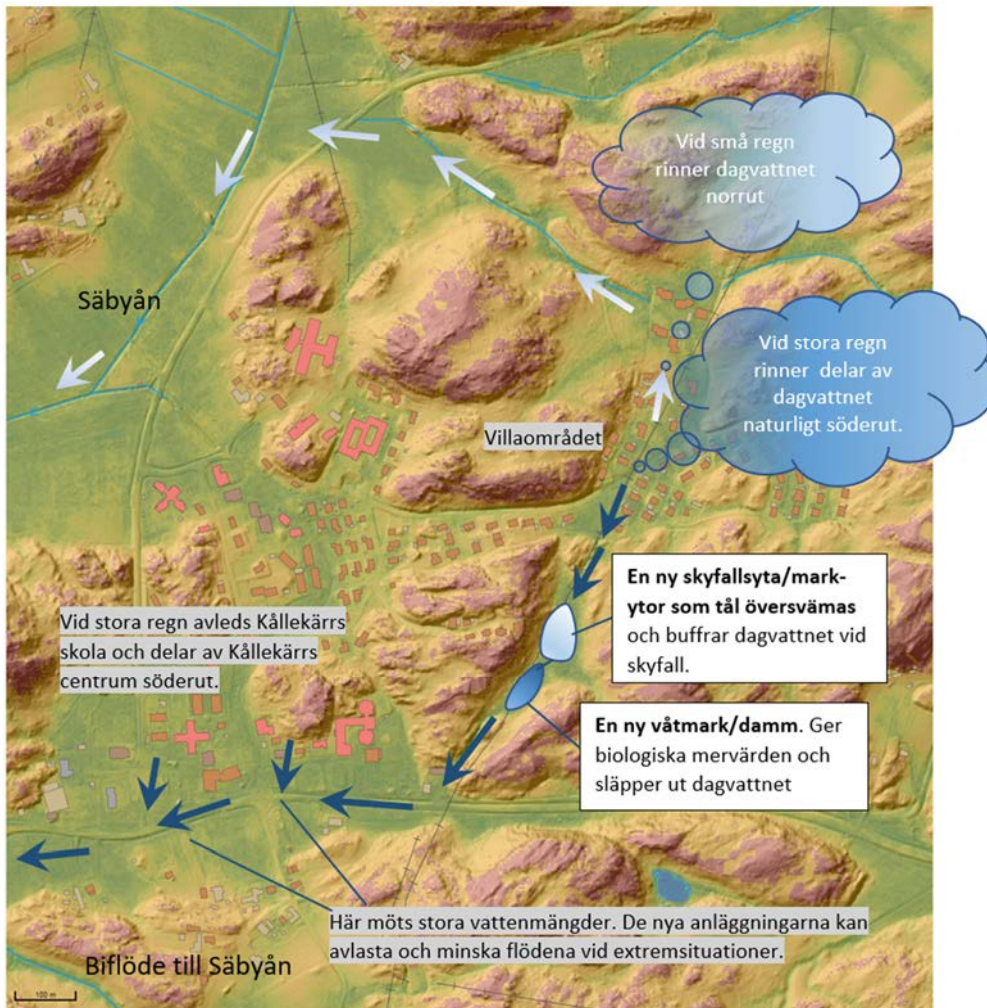 Vid små regn
rinner dagvattnet
norrut
Säbyån
Vid stora regn
rinner delar av
dagvattnet
naturligt söderut.
Villaområdet
En ny skyfallsyta/mark-
ytor som tål översvämas
och buffrar dagvattnet vid
skyfall.
Vid stora regn avleds Kållekärrs
skola och delar av Kållekärrs
centrum söderut.
En ny våtmark/damm. Ger
biologiska mervärden och
släpper ut dagvattnet
Här möts stora vattenmängder. De nya anläggningarna kan
avlasta och minska flödena vid extremsituationer.
Biflöde till Säbyån
100 m